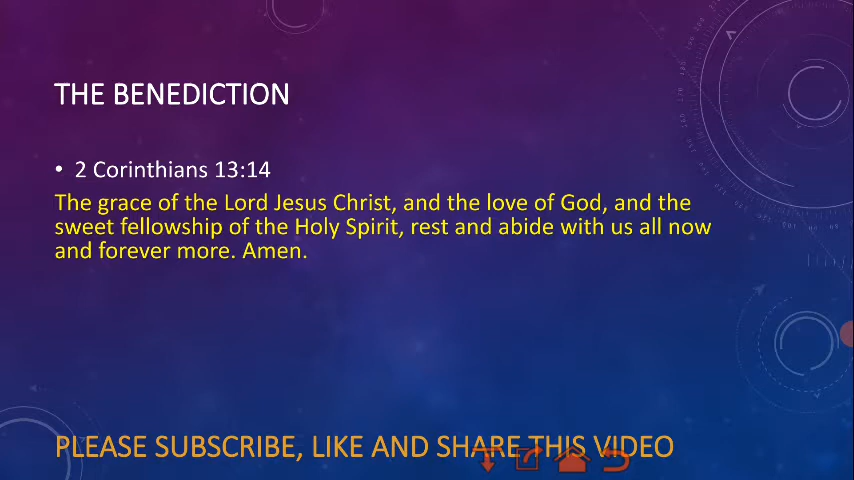 THE BENEDICTION
• 2 Corinthians 13:14
The grace of the Lord Jesus Christ, and the love of God, and the
sweet fellowship of the Holy Spirit, rest and abide with us all now
and forever more. Amen.
PLEASE SUBSCRIBE, LIKE AND SHARE THIS VIDEO